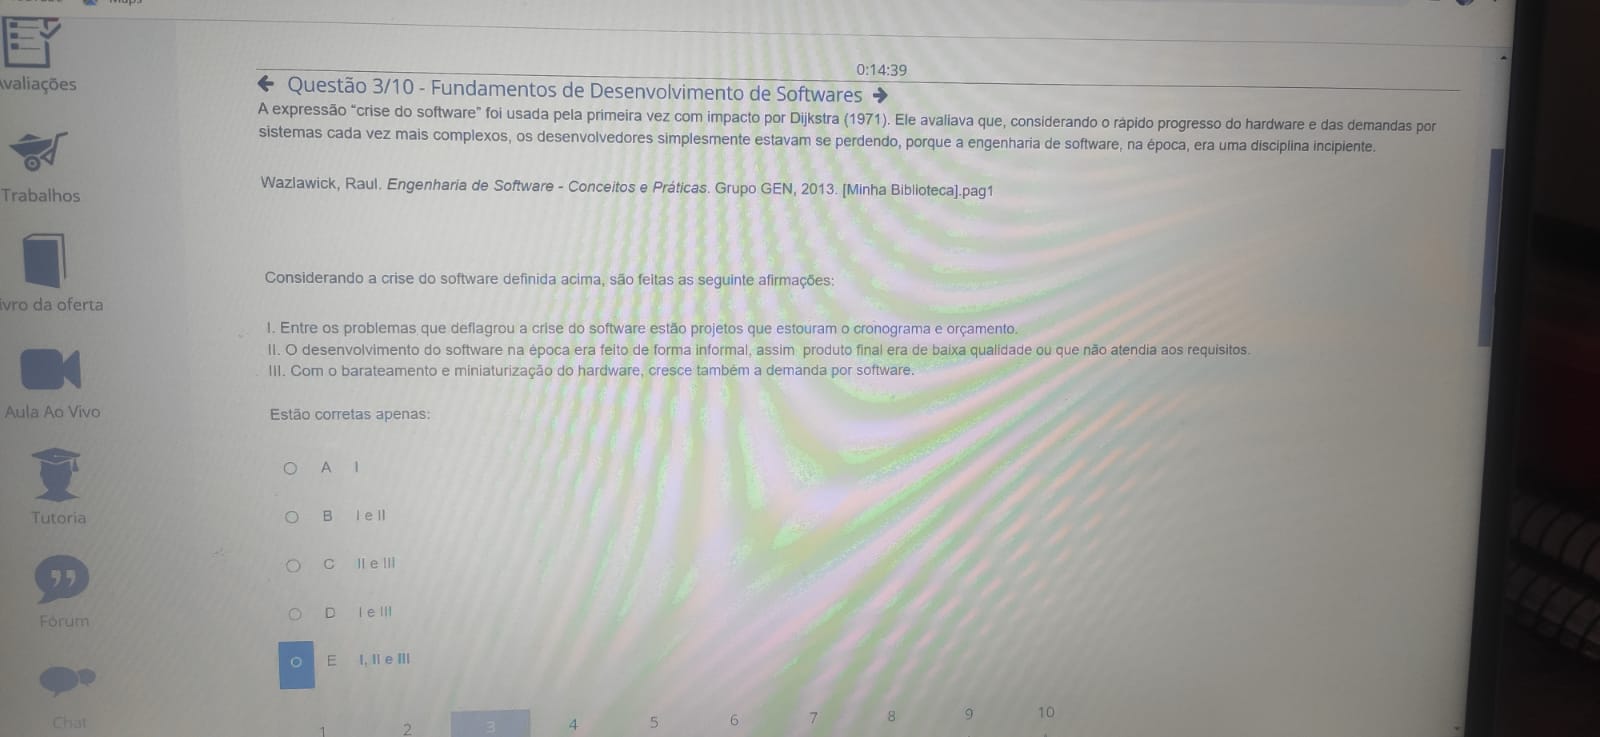 Maps
0:14:39
Avaliações
Questão 3/10 - Fundamentos de Desenvolvimento de Softwares
A expressão “crise do software” foi usada pela primeira vez com impacto por Dijkstra (1971). Ele avaliava que, considerando o rápido progresso do hardware e das demandas por
sistemas cada vez mais complexos, os desenvolvedores simplesmente estavam se perdendo, porque a engenharia de software, na época, era uma disciplina incipiente.
Trabalhos
Wazlawick, Raul. Engenharia de Software - Conceitos e Práticas. Grupo GEN, 2013. [Minha Biblioteca].pag1
ivro da oferta
Considerando a crise do software definida acima, são feitas as seguinte afirmações:
I. Entre os problemas que deflagrou a crise do software estão projetos que estouram o cronograma e orçamento.
II. O desenvolvimento do software na época era feito de forma informal, assim produto final era de baixa qualidade ou que não atendia aos requisitos.
III. Com o barateamento e miniaturização do hardware, cresce também a demanda por software.
Aula Ao Vivo
Estão corretas apenas:
A I
B I e II
Tutoria
C II e III
D I e III
Fórum
E I, II e III
Chat
1 2 3 4 5 6 7 8 9 10